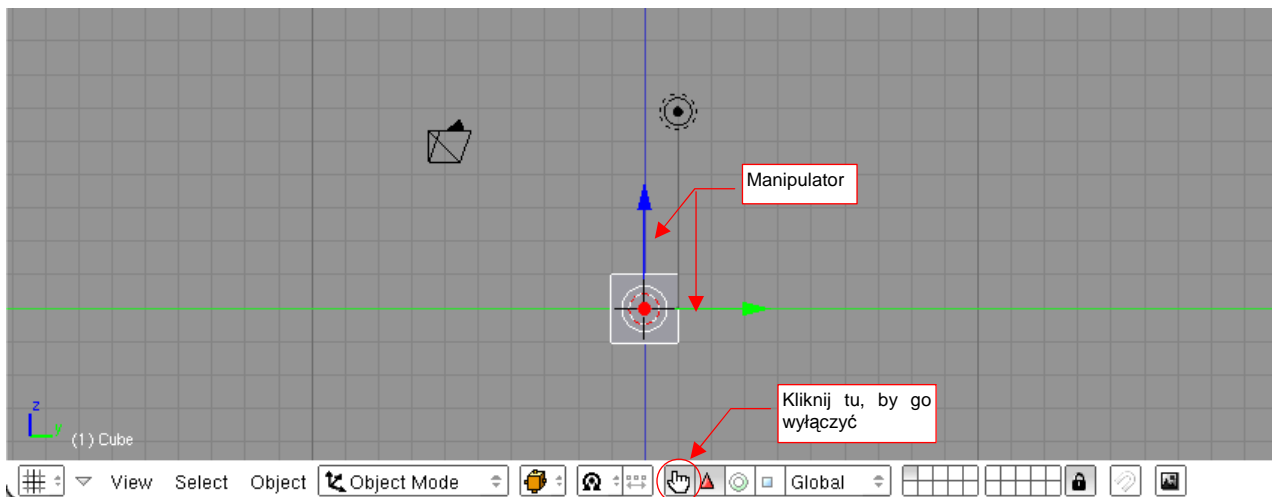 Manipulator
Kliknij tu, by go
wyłączyć
z
y
(1) Cube
View Select Object Object Mode Global